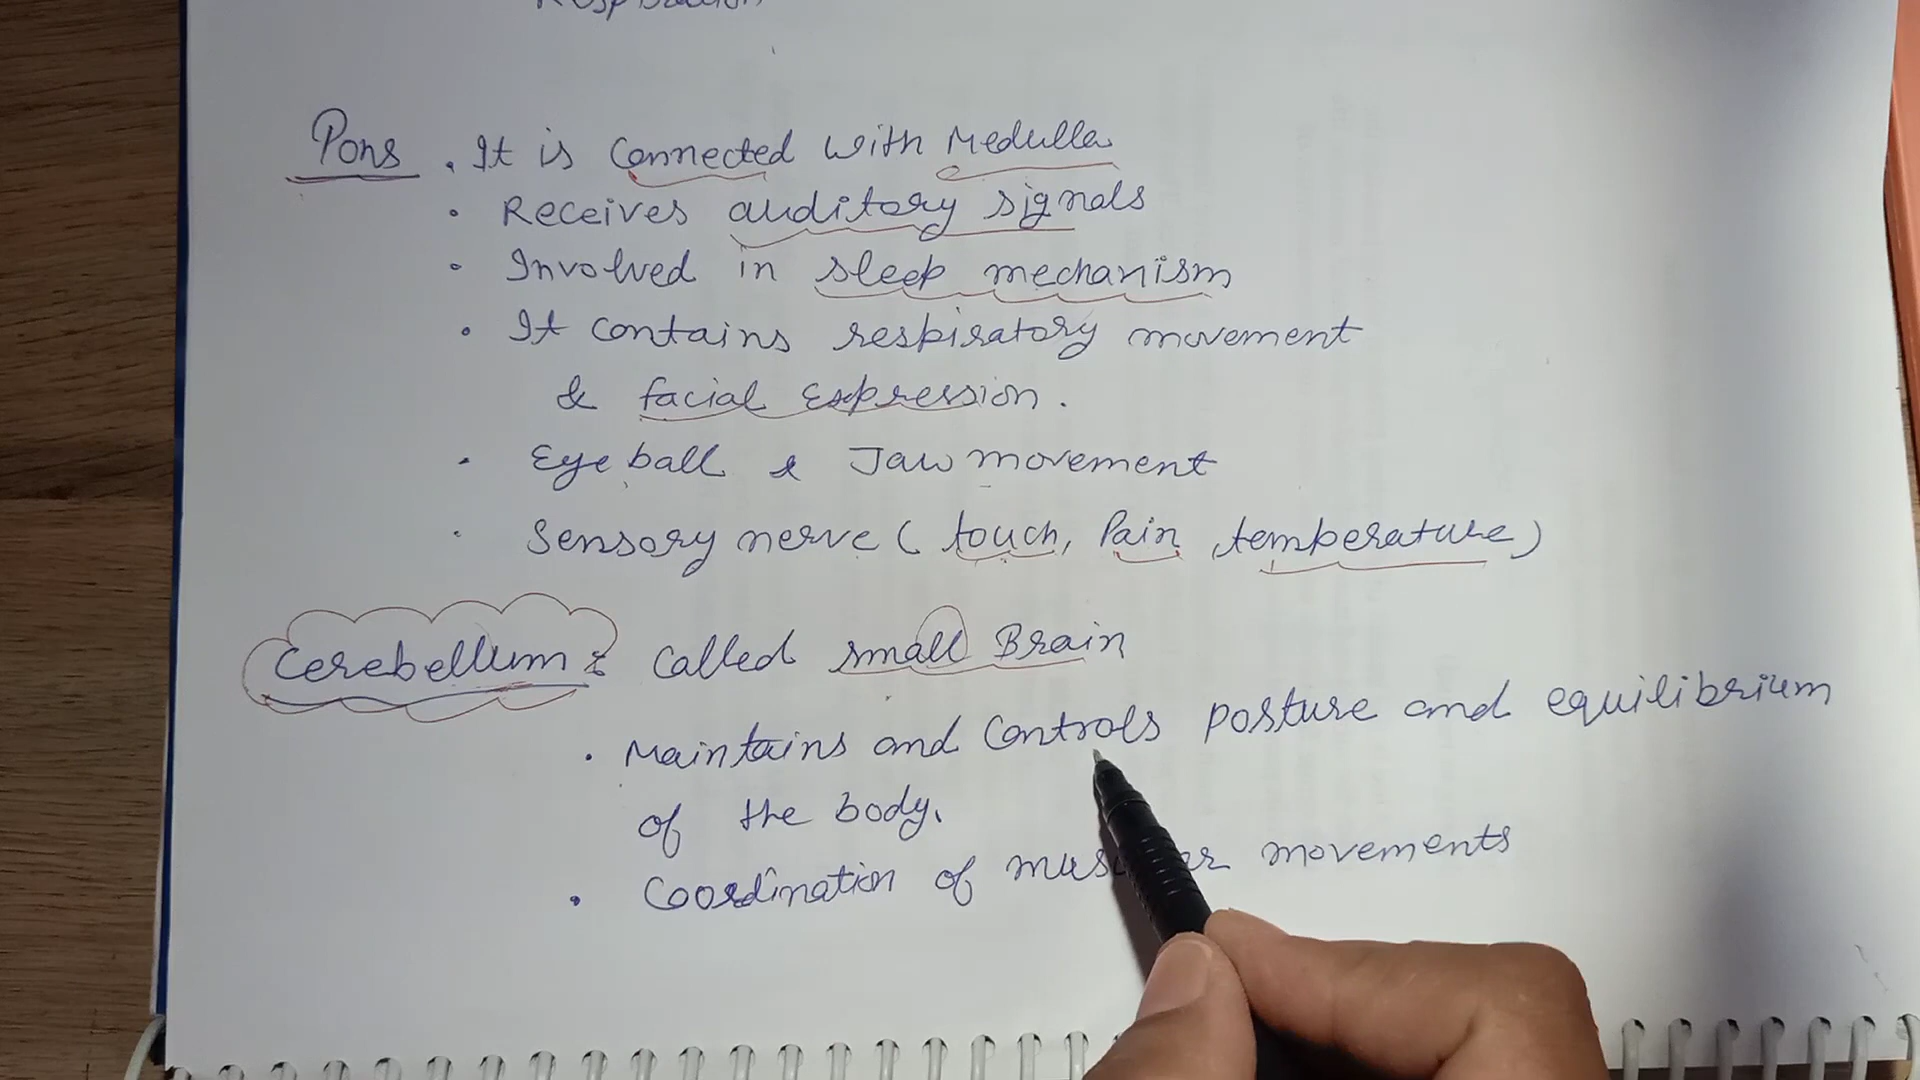 Respiration
Pons . It is connected with Medulla
• Receives auditory signals
• Involved in sleep mechanism
• It contains respiratory movement
& facial expression.
• Eye ball & Jaw movement
• Sensory nerve ( touch, Pain, temperature)
Cerebellum : called small Brain
• Maintains and controls posture and equilibrium
of the body.
• Coordination of movements